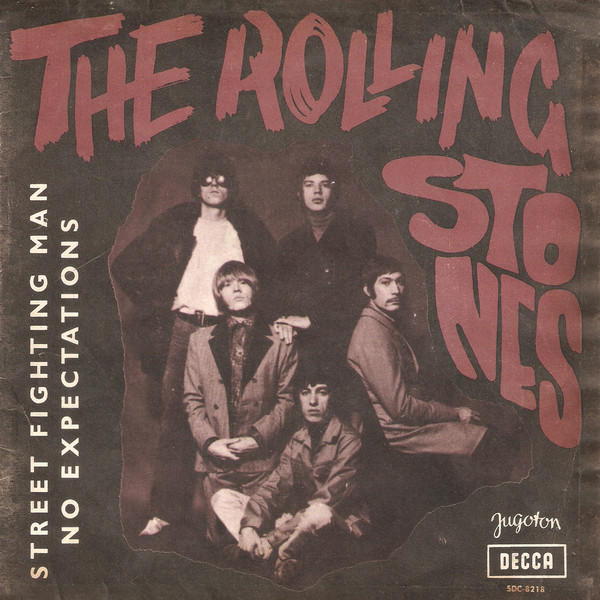 THE ROLLING
STONES
STREET FIGHTING MAN
NO EXPECTATIONS
Jugoton
DECCA
SDC-8218